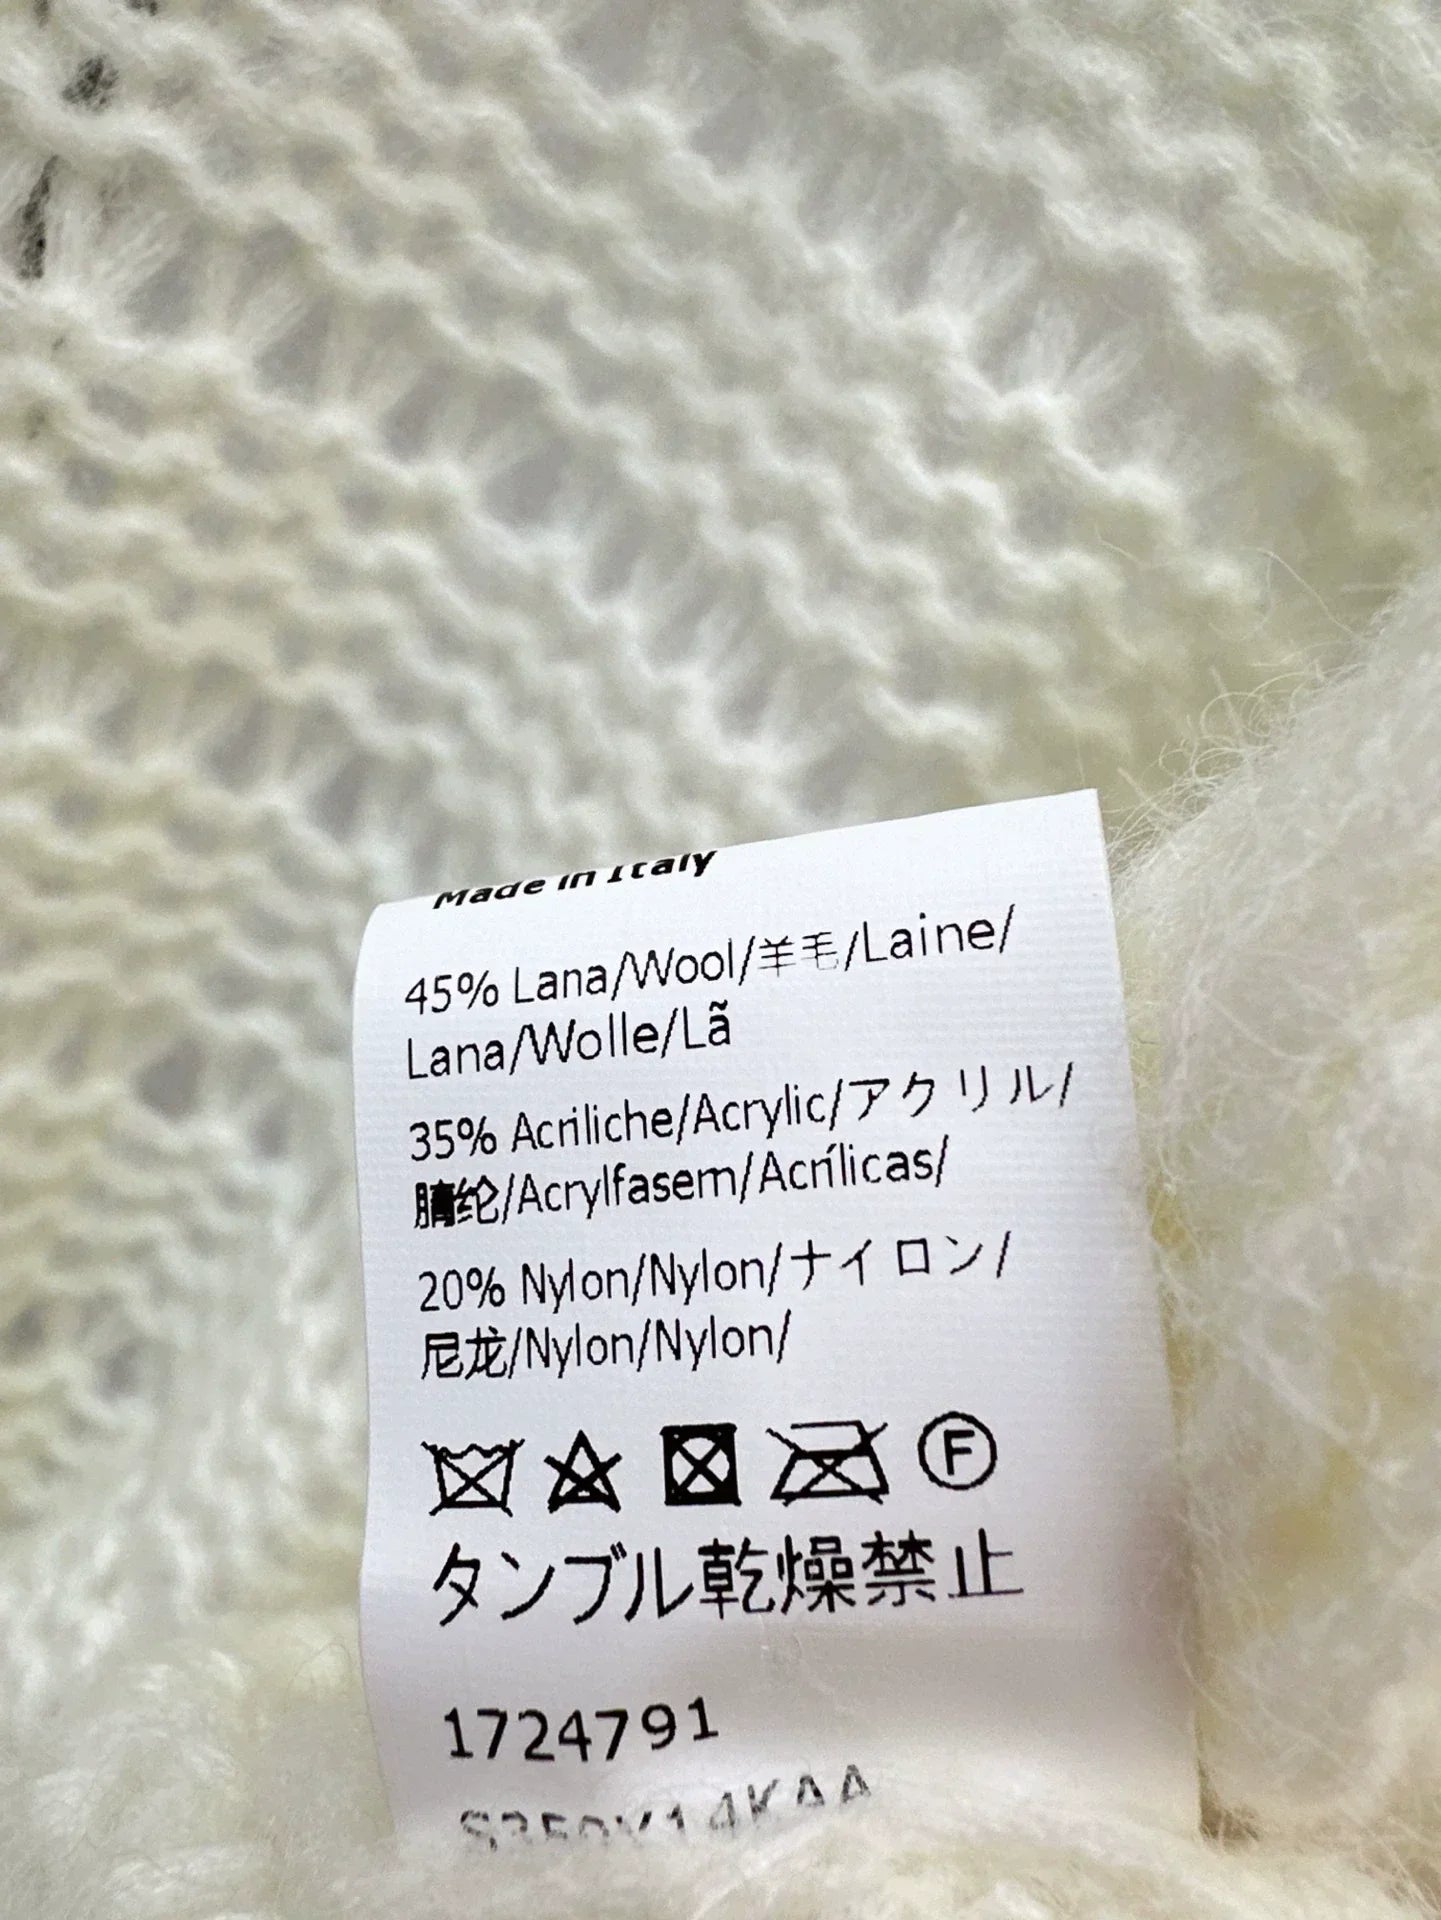 Made in Italy
45% Lana/Wool/羊毛/Laine/
Lana/Wolle/Lã
35% Acriliche/Acrylic/アクリル/
腈纶/Acrylfasern/Acrílicas/
20% Nylon/Nylon/ナイロン/
尼龙/Nylon/Nylon/
F
タンブル乾燥禁止
1724791